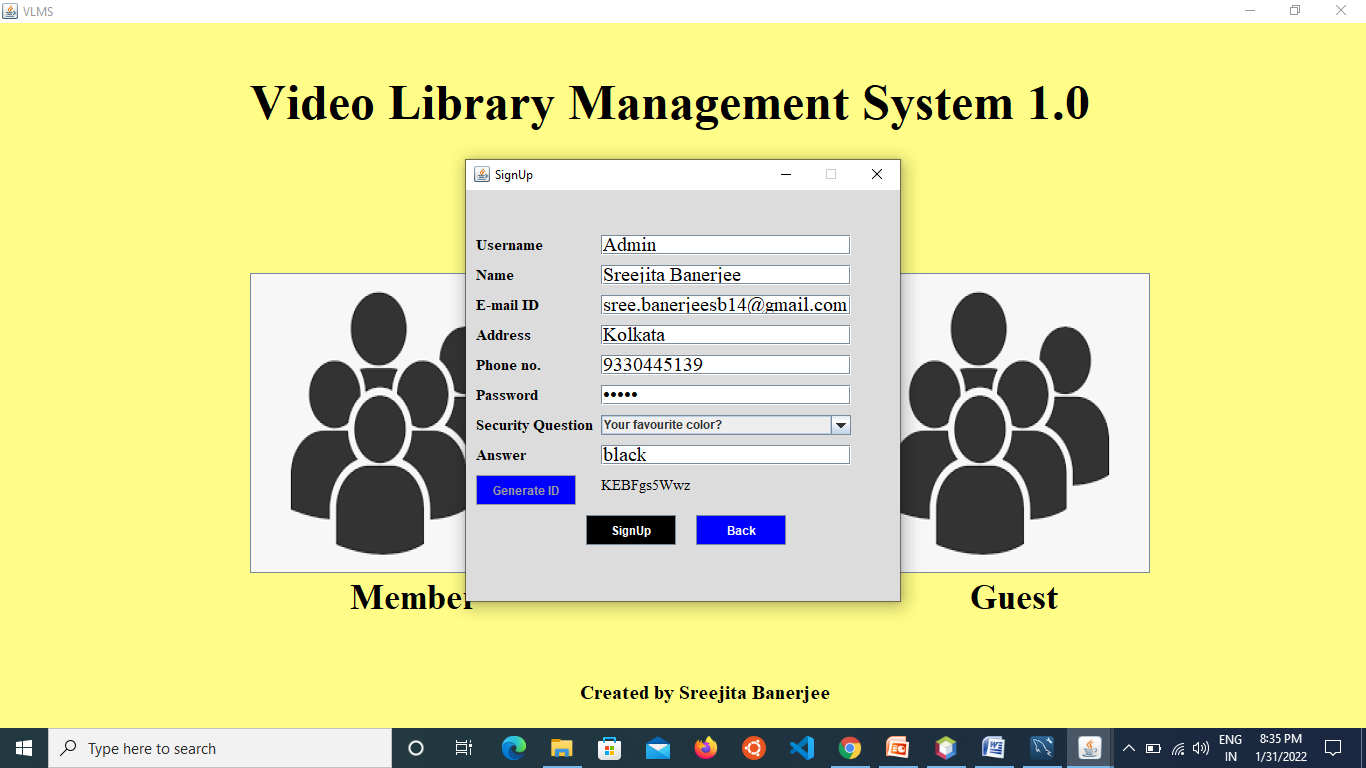 VLMS
Video Library Management System 1.0
SignUp
Username Admin
Name Sreejita Banerjee
E-mail ID sree.banerjeesb14@gmail.com
Address Kolkata
Phone no. 9330445139
Password •••••
Security Question Your favourite color?
Answer black
Generate ID KEBFgs5Wwz
SignUp Back
Member Guest
Created by Sreejita Banerjee
Type here to search
ENG 8:35 PM
IN 1/31/2022